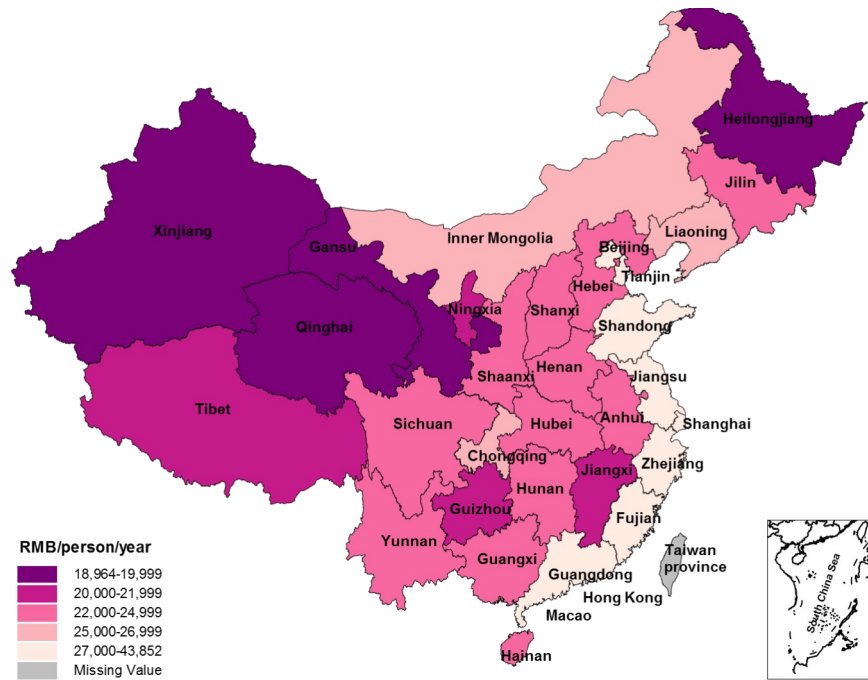 Heilongjiang
Jilin
Xinjiang
Gansu
Inner Mongolia
Liaoning
Beijing
Tianjin
Hebei
Ningxia
Shanxi
Qinghai
Shandong
Henan
Shaanxi
Jiangsu
Tibet
Sichuan
Hubei
Anhui
Shanghai
Chongqing
Jiangxi
Zhejiang
Hunan
Guizhou
Fujian
Yunnan
Guangxi
Guangdong
Taiwan
province
Hong Kong
Macao
Hainan
South China Sea
RMB/person/year
18,964-19,999
20,000-21,999
22,000-24,999
25,000-26,999
27,000-43,852
Missing Value